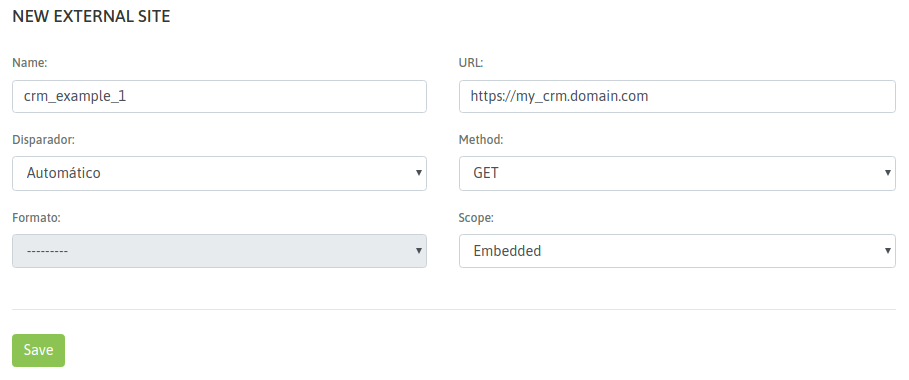 NEW EXTERNAL SITE
Name: URL:
crm_example_1 https://my_crm.domain.com
Disparador: Method:
Automático GET
Formato: Scope:
--------- Embedded
Save